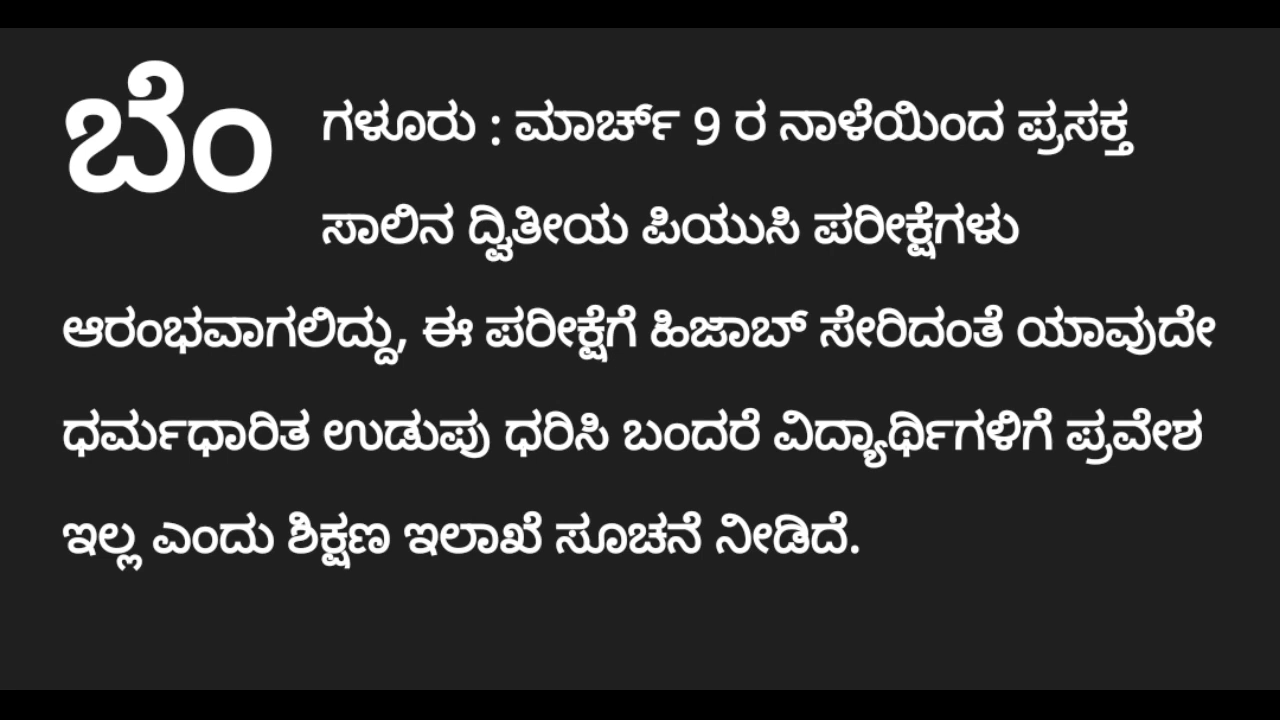 ಬೆಂಗಳೂರು : ಮಾರ್ಚ್ 9 ರ ನಾಳೆಯಿಂದ ಪ್ರಸಕ್ತ
ಸಾಲಿನ ದ್ವಿತೀಯ ಪಿಯುಸಿ ಪರೀಕ್ಷೆಗಳು
ಆರಂಭವಾಗಲಿದ್ದು, ಈ ಪರೀಕ್ಷೆಗೆ ಹಿಜಾಬ್ ಸೇರಿದಂತೆ ಯಾವುದೇ
ಧರ್ಮಧಾರಿತ ಉಡುಪು ಧರಿಸಿ ಬಂದರೆ ವಿದ್ಯಾರ್ಥಿಗಳಿಗೆ ಪ್ರವೇಶ
ಇಲ್ಲ ಎಂದು ಶಿಕ್ಷಣ ಇಲಾಖೆ ಸೂಚನೆ ನೀಡಿದೆ.